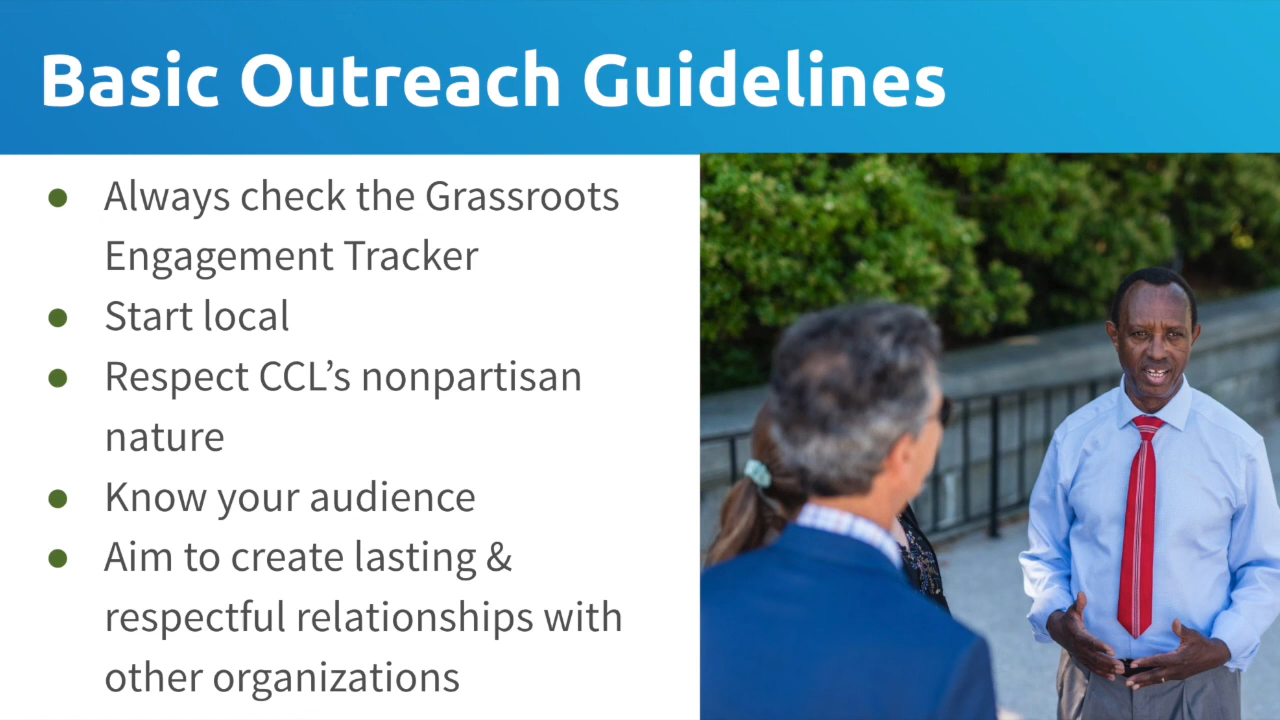 Basic Outreach Guidelines
● Always check the Grassroots
Engagement Tracker
● Start local
● Respect CCL’s nonpartisan
nature
● Know your audience
● Aim to create lasting &
respectful relationships with
other organizations